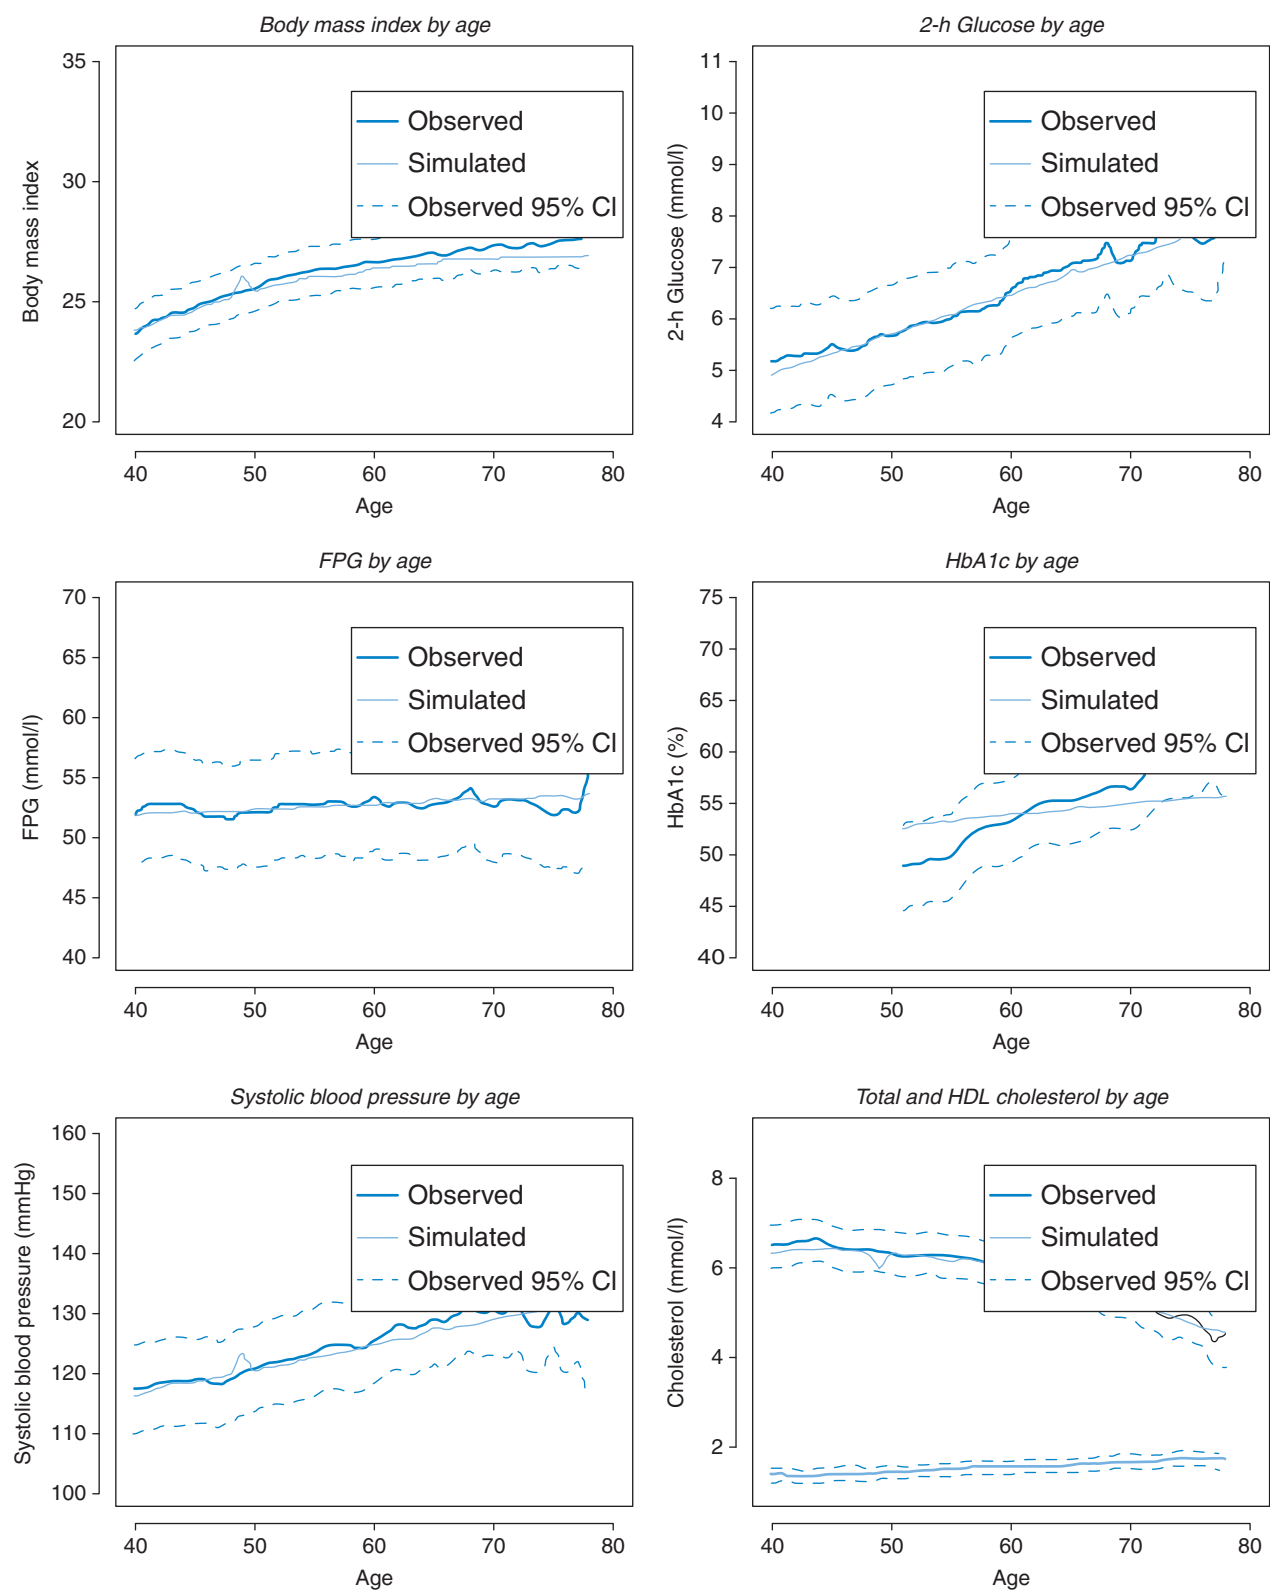 Body mass index by age
35
30
25
20
Body mass index
Observed
Simulated
Observed 95% CI
40 50 60 70 80
Age
2-h Glucose by age
11
10
9
8
7
6
5
4
2-h Glucose (mmol/l)
Observed
Simulated
Observed 95% CI
40 50 60 70 80
Age
FPG by age
70
65
60
55
50
45
40
FPG (mmol/l)
Observed
Simulated
Observed 95% CI
40 50 60 70 80
Age
HbA1c by age
75
70
65
60
55
50
45
40
HbA1c (%)
Observed
Simulated
Observed 95% CI
40 50 60 70 80
Age
Systolic blood pressure by age
160
150
140
130
120
110
100
Systolic blood pressure (mmHg)
Observed
Simulated
Observed 95% CI
40 50 60 70 80
Age
Total and HDL cholesterol by age
8
6
4
2
Cholesterol (mmol/l)
Observed
Simulated
Observed 95% CI
40 50 60 70 80
Age